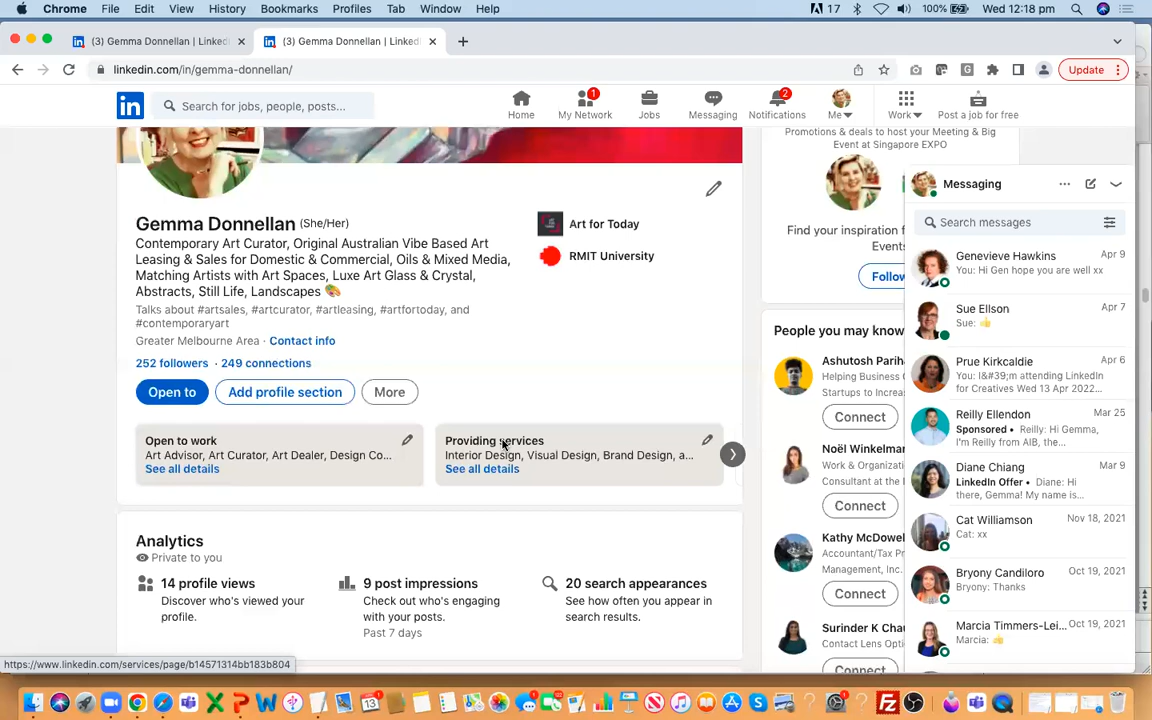 Chrome File Edit View History Bookmarks Profiles Tab Window Help 17 100% Wed 12:18 pm
(3) Gemma Donnellan | Linked
(3) Gemma Donnellan | Linked
linkedin.com/in/gemma-donnellan/
Update
in
Search for jobs, people, posts...
1
2
Home My Network Jobs Messaging Notifications Me Work Post a job for free
Gemma Donnellan (She/Her)
Contemporary Art Curator, Original Australian Vibe Based Art
Leasing & Sales for Domestic & Commercial, Oils & Mixed Media,
Matching Artists with Art Spaces, Luxe Art Glass & Crystal,
Abstracts, Still Life, Landscapes 🎨
Talks about #artsales, #artcurator, #artleasing, #artfortoday, and
#contemporaryart
Greater Melbourne Area · Contact info
252 followers · 249 connections
Open to Add profile section More
Art for Today
RMIT University
Open to work
Art Advisor, Art Curator, Art Dealer, Design Co...
See all details
Providing services
Interior Design, Visual Design, Brand Design, a...
See all details
Analytics
Private to you
14 profile views
Discover who's viewed your
profile.
9 post impressions
Check out who's engaging
with your posts.
Past 7 days
20 search appearances
See how often you appear in
search results.
https://www.linkedin.com/services/page/b14571314bb183b804
Promotions & deals to host your Meeting & Big
Event at Singapore EXPO
Find your inspiration f
Events
Follow
People you may know
Ashutosh Parih
Helping Business
Startups to Increa
Connect
Noël Winkelmar
Work & Organizati
Consultant at the
Connect
Kathy McDowel
Accountant/Tax Pr
Management, Inc.
Connect
Surinder K Chau
Contact Lens Opti
Connect
Messaging
Search messages
Genevieve Hawkins Apr 9
You: Hi Gen hope you are well xx
Sue Ellson Apr 7
Sue: 👍
Prue Kirkcaldie Apr 6
You: I&#39;m attending LinkedIn
for Creatives Wed 13 Apr 2022...
Reilly Ellendon Mar 25
Sponsored • Reilly: Hi Gemma,
I'm Reilly from AIB, the...
Diane Chiang Mar 9
LinkedIn Offer • Diane: Hi
there, Gemma! My name is...
Cat Williamson Nov 18, 2021
Cat: xx
Bryony Candiloro Oct 19, 2021
Bryony: Thanks
Marcia Timmers-Lei... Oct 19, 2021
Marcia: 👍
13